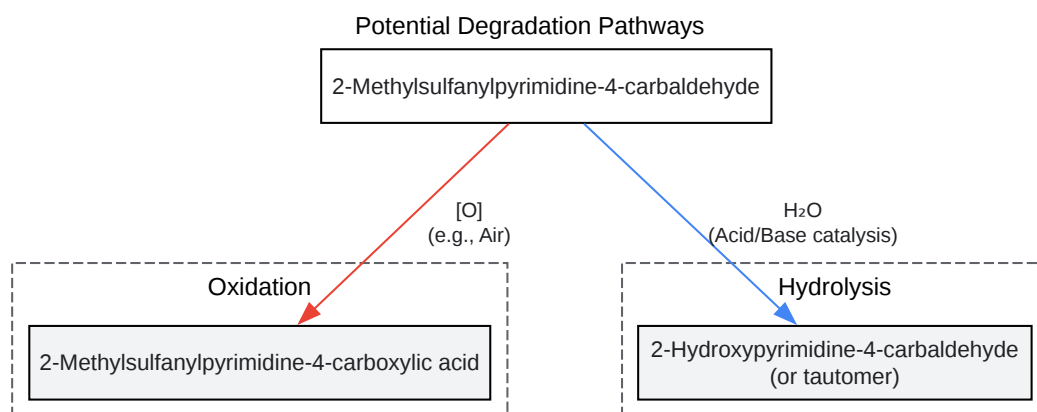 Potential Degradation Pathways
2-Methylsulfanylpyrimidine-4-carbaldehyde
[O]
(e.g., Air)
H₂O
(Acid/Base catalysis)
Oxidation
2-Methylsulfanylpyrimidine-4-carboxylic acid
Hydrolysis
2-Hydroxypyrimidine-4-carbaldehyde
(or tautomer)